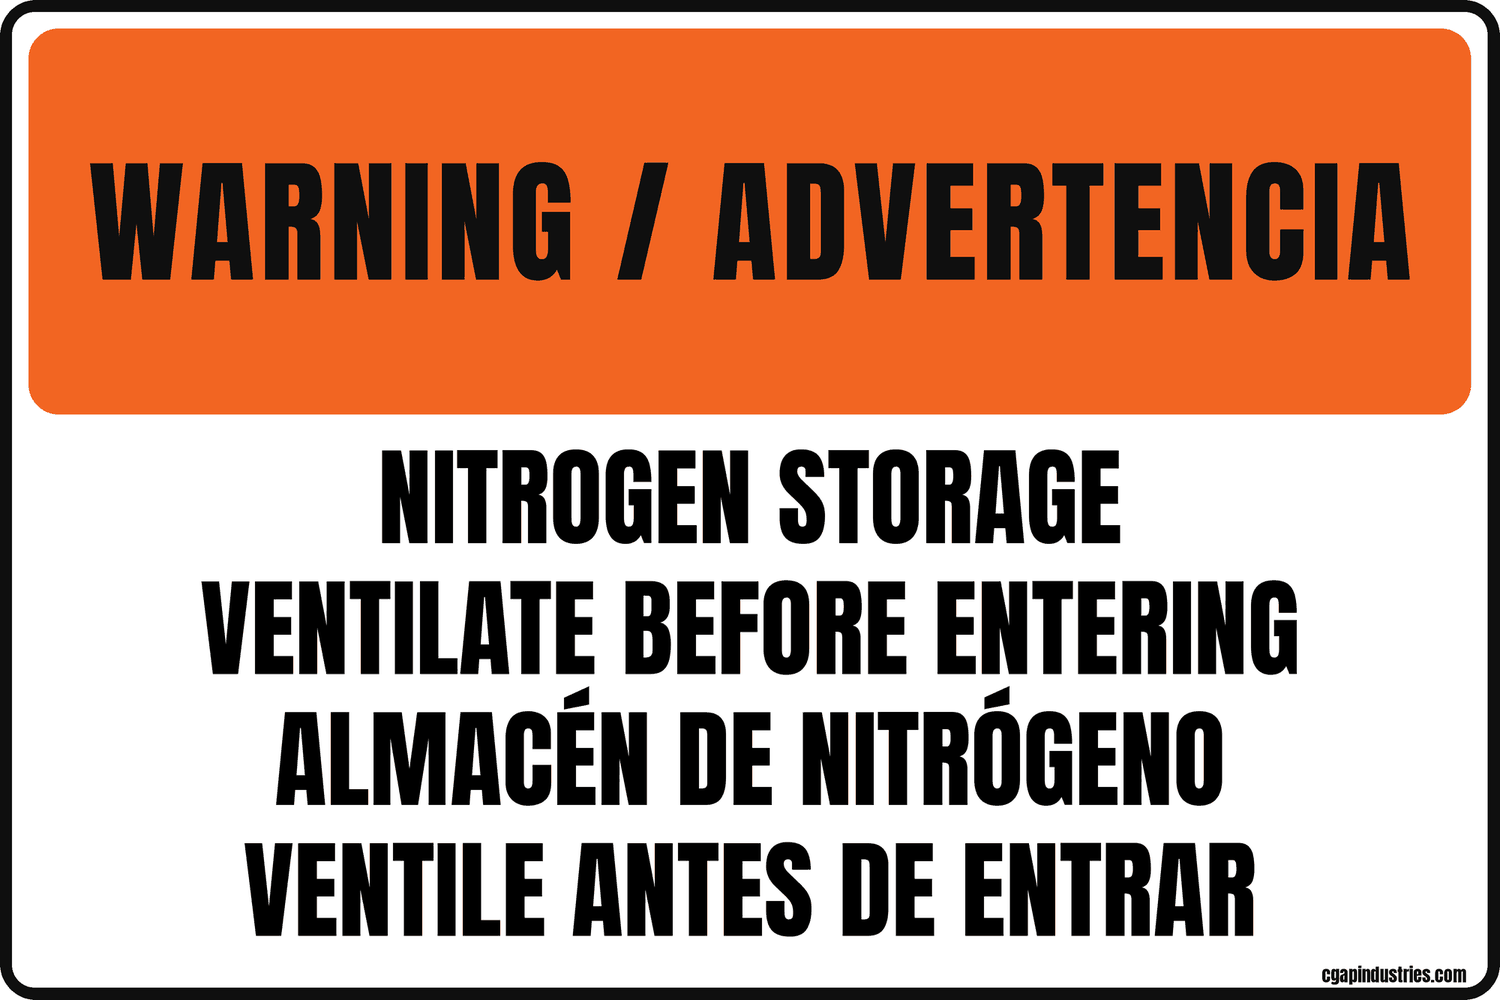 WARNING / ADVERTENCIA
NITROGEN STORAGE
VENTILATE BEFORE ENTERING
ALMACÉN DE NITRÓGENO
VENTILE ANTES DE ENTRAR
cgapindustries.com